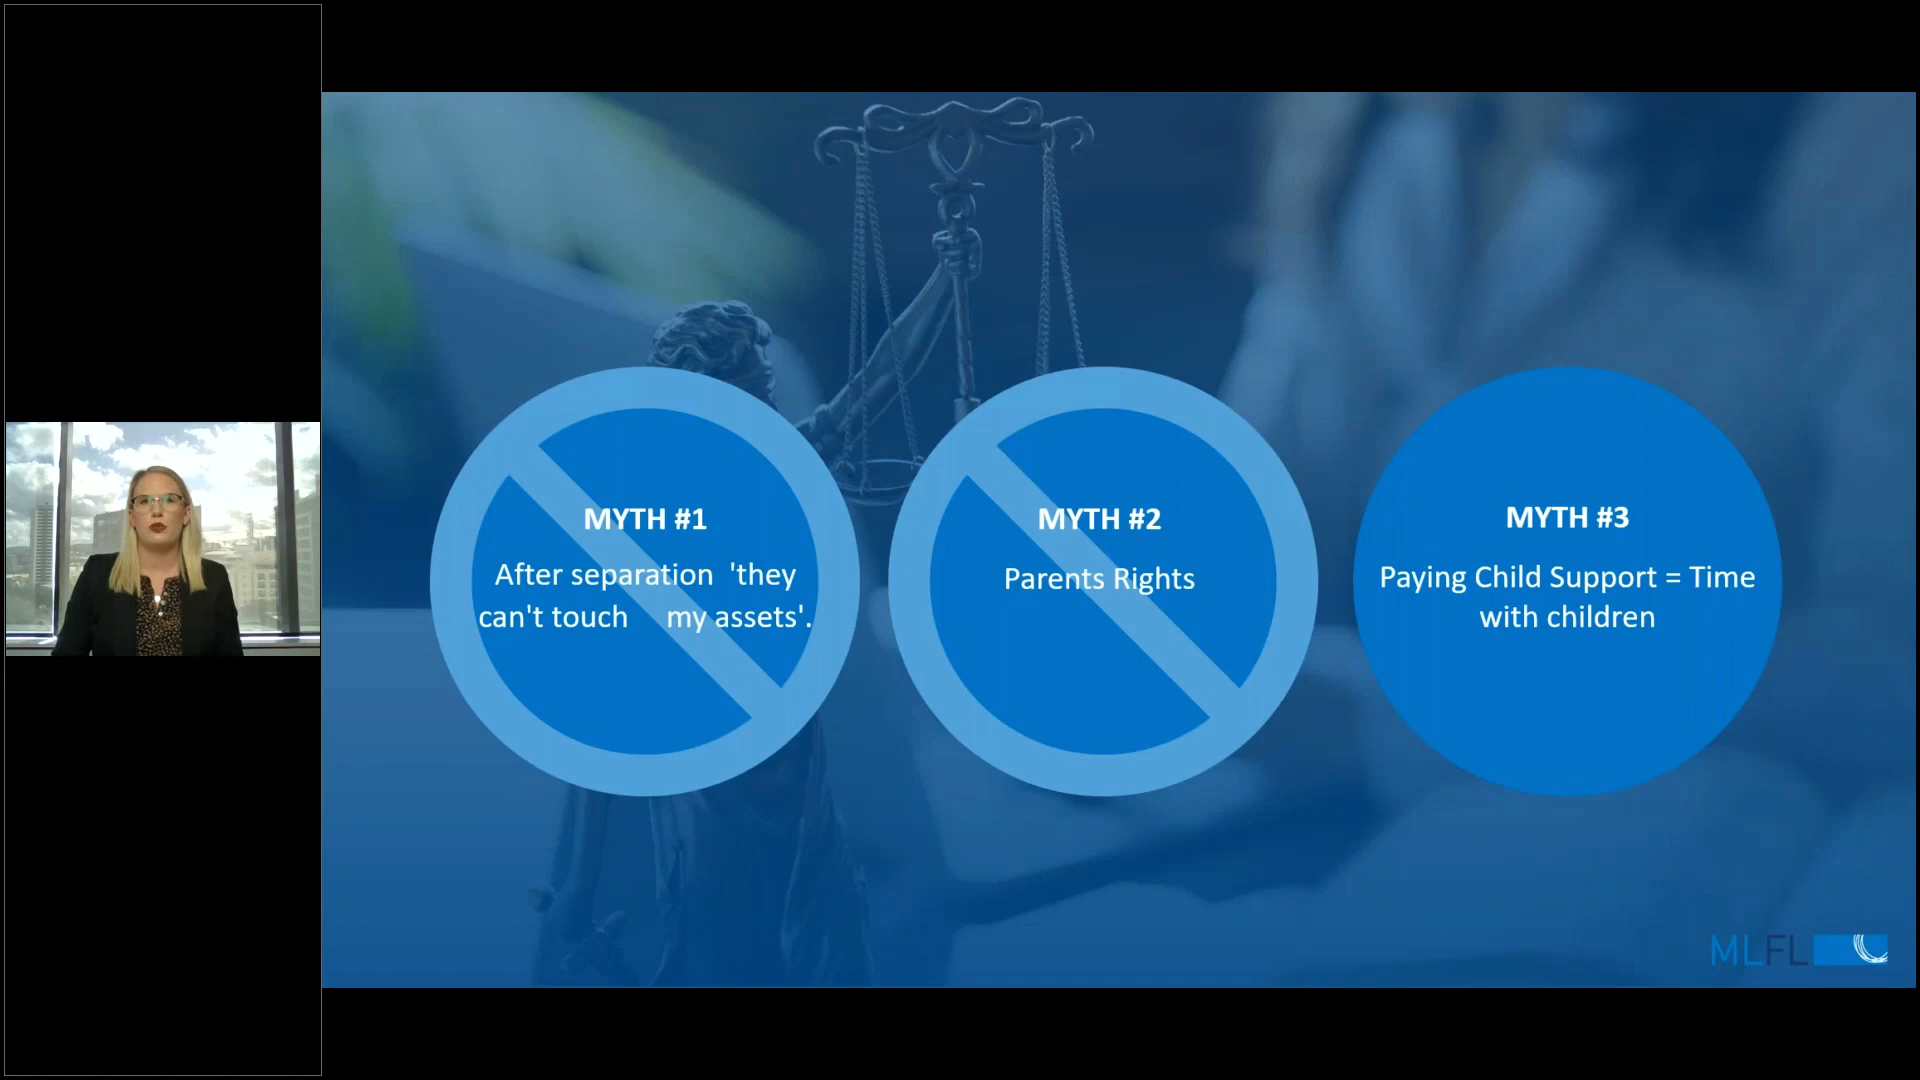 MYTH #1
After separation 'they
can't touch my assets'.
MYTH #2
Parents Rights
MYTH #3
Paying Child Support = Time
with children
MLFL